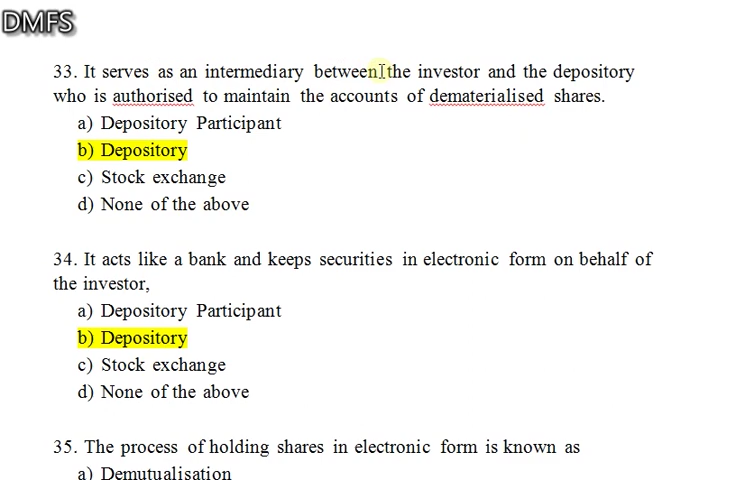 DMFS
33. It serves as an intermediary between the investor and the depository
who is authorised to maintain the accounts of dematerialised shares.
a) Depository Participant
b) Depository
c) Stock exchange
d) None of the above
34. It acts like a bank and keeps securities in electronic form on behalf of
the investor,
a) Depository Participant
b) Depository
c) Stock exchange
d) None of the above
35. The process of holding shares in electronic form is known as
a) Demutualisation